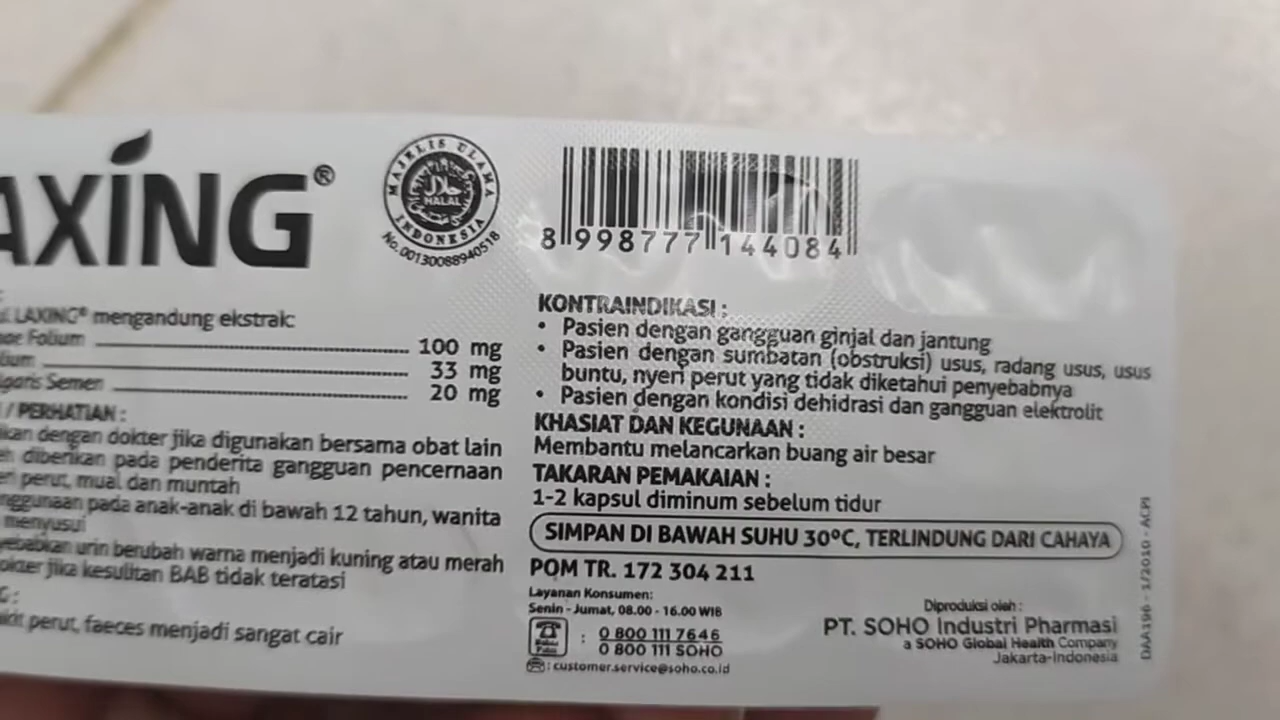 AXING®
MAJELIS ULAMA INDONESIA
HALAL
No.00130088940518
8 998777 144084
LAXING® mengandung ekstrak:
Folium 100 mg
33 mg
Semen 20 mg
/ PERHATIAN :
dengan dokter jika digunakan bersama obat lain
diberikan pada penderita gangguan pencernaan
perut, mual dan muntah
pada anak-anak di bawah 12 tahun, wanita
menyusui
urin berubah warna menjadi kuning atau merah
jika kesulitan BAB tidak teratasi
perut, faeces menjadi sangat cair
KONTRAINDIKASI :
• Pasien dengan gangguan ginjal dan jantung
• Pasien dengan sumbatan (obstruksi) usus, radang usus, usus
buntu, nyeri perut yang tidak diketahui penyebabnya
• Pasien dengan kondisi dehidrasi dan gangguan elektrolit
KHASIAT DAN KEGUNAAN :
Membantu melancarkan buang air besar
TAKARAN PEMAKAIAN :
1-2 kapsul diminum sebelum tidur
SIMPAN DI BAWAH SUHU 30°C, TERLINDUNG DARI CAHAYA
POM TR. 172 304 211
Layanan Konsumen:
Senin - Jumat, 08.00 - 16.00 WIB
: 0 800 111 7646
0 800 111 SOHO
: customer.service@soho.co.id
Diproduksi oleh :
PT. SOHO Industri Pharmasi
a SOHO Global Health Company
Jakarta-Indonesia
DAA196 - 1/2010 - ACPI